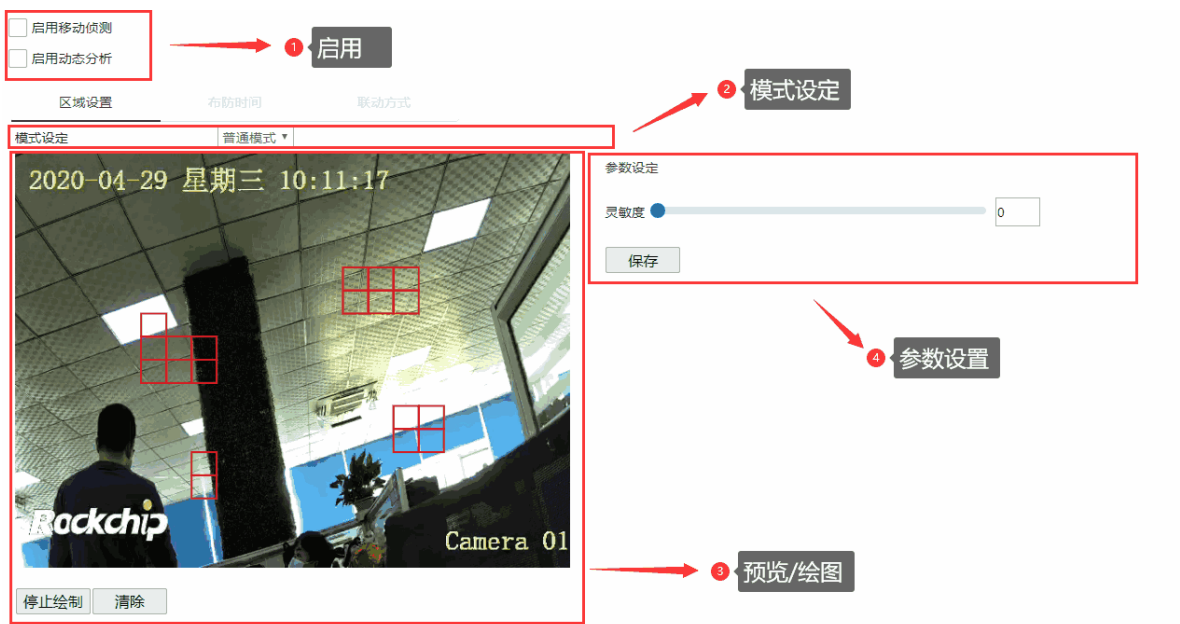 启用移动侦测
启用动态分析
1 启用
区域设置 布防时间 联动方式
2 模式设定
模式设定 普通模式
2020-04-29 星期三 10:11:17
参数设定
灵敏度 0
保存
4 参数设置
Rockchip
Camera 01
3 预览/绘图
停止绘制 清除